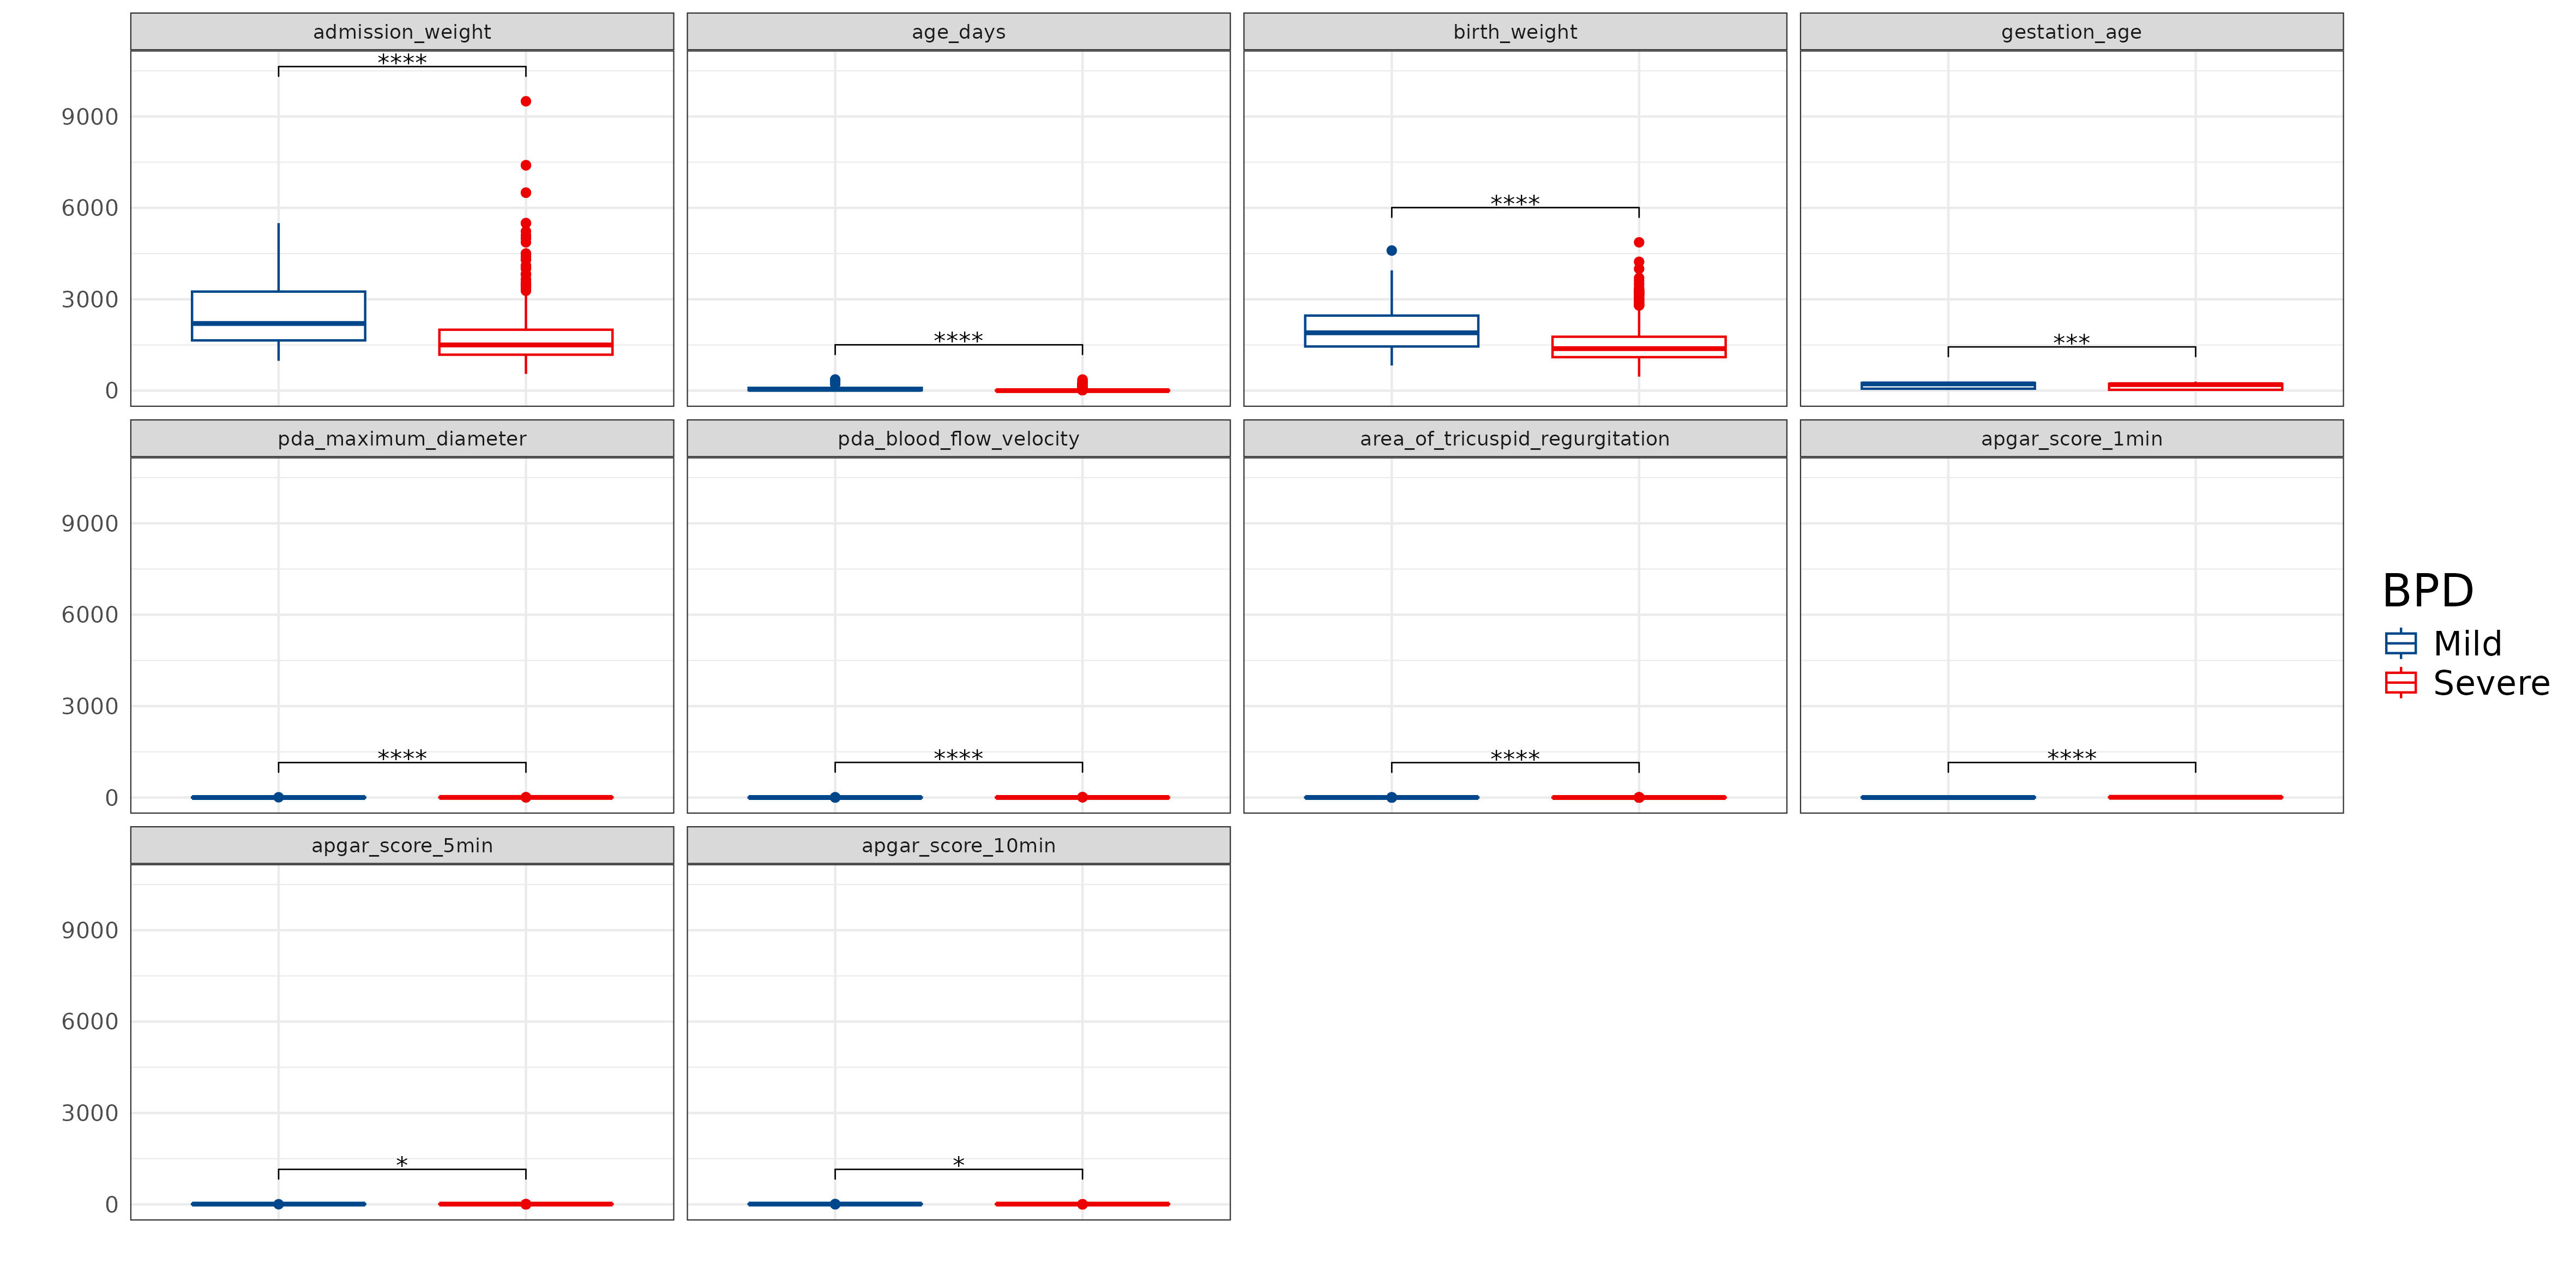 admission_weight age_days birth_weight gestation_age
**** **** **** ***
9000
6000
3000
0
pda_maximum_diameter pda_blood_flow_velocity area_of_tricuspid_regurgitation apgar_score_1min
**** **** **** ****
9000
6000
3000
0
apgar_score_5min apgar_score_10min
* *
9000
6000
3000
0
BPD
Mild
Severe